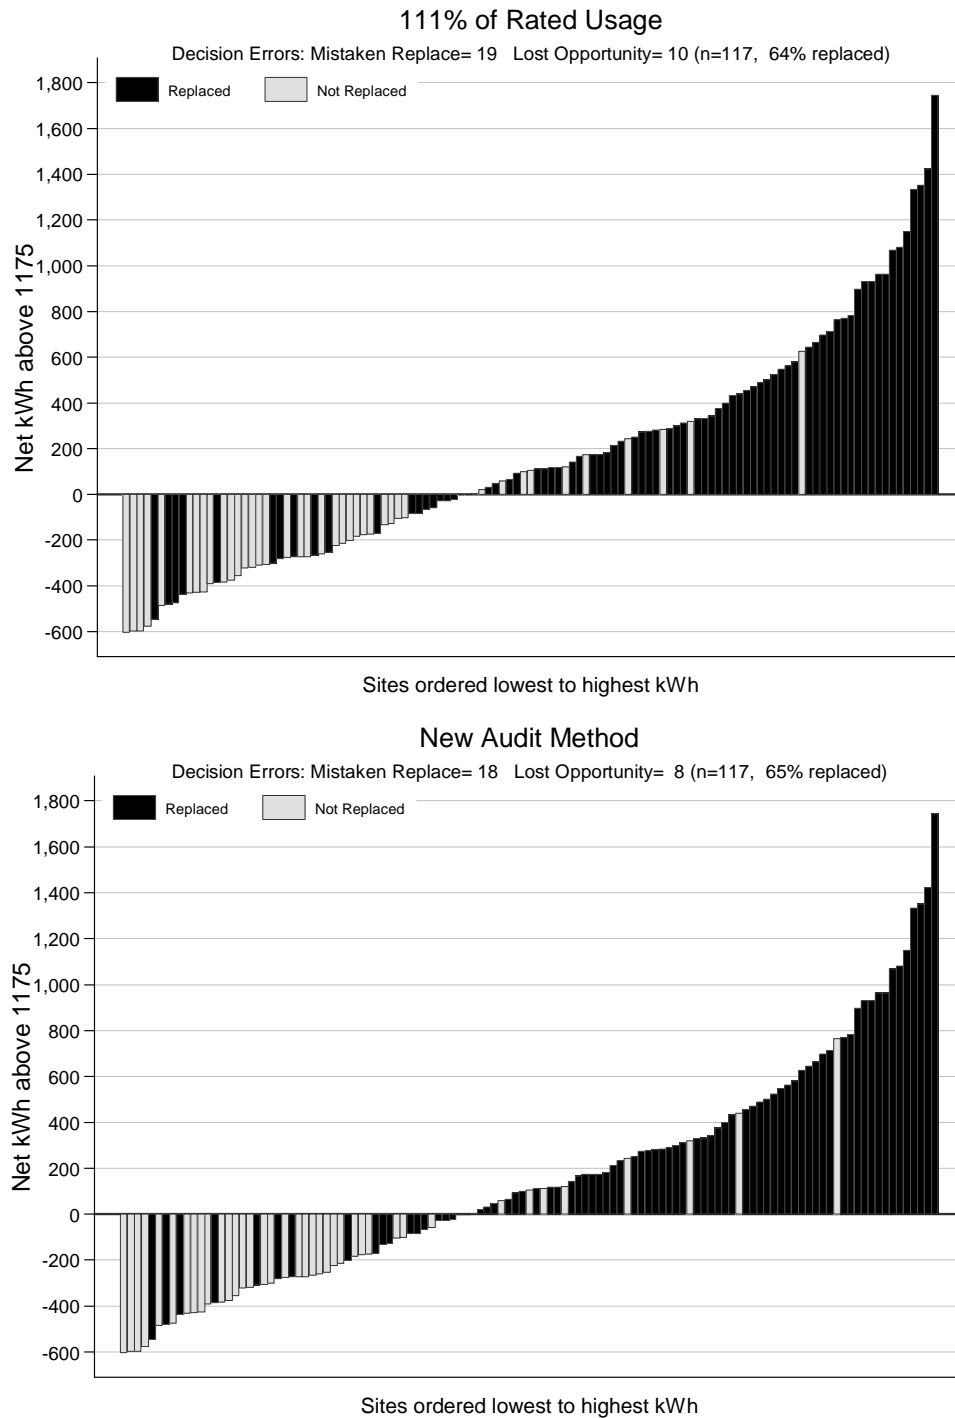 111% of Rated Usage
Decision Errors: Mistaken Replace= 19   Lost Opportunity= 10 (n=117,  64% replaced)
Replaced
Not Replaced
1,800
1,600
1,400
1,200
1,000
800
600
400
200
0
-200
-400
-600
Net kWh above 1175
Sites ordered lowest to highest kWh
New Audit Method
Decision Errors: Mistaken Replace= 18   Lost Opportunity=  8 (n=117,  65% replaced)
Replaced
Not Replaced
1,800
1,600
1,400
1,200
1,000
800
600
400
200
0
-200
-400
-600
Net kWh above 1175
Sites ordered lowest to highest kWh